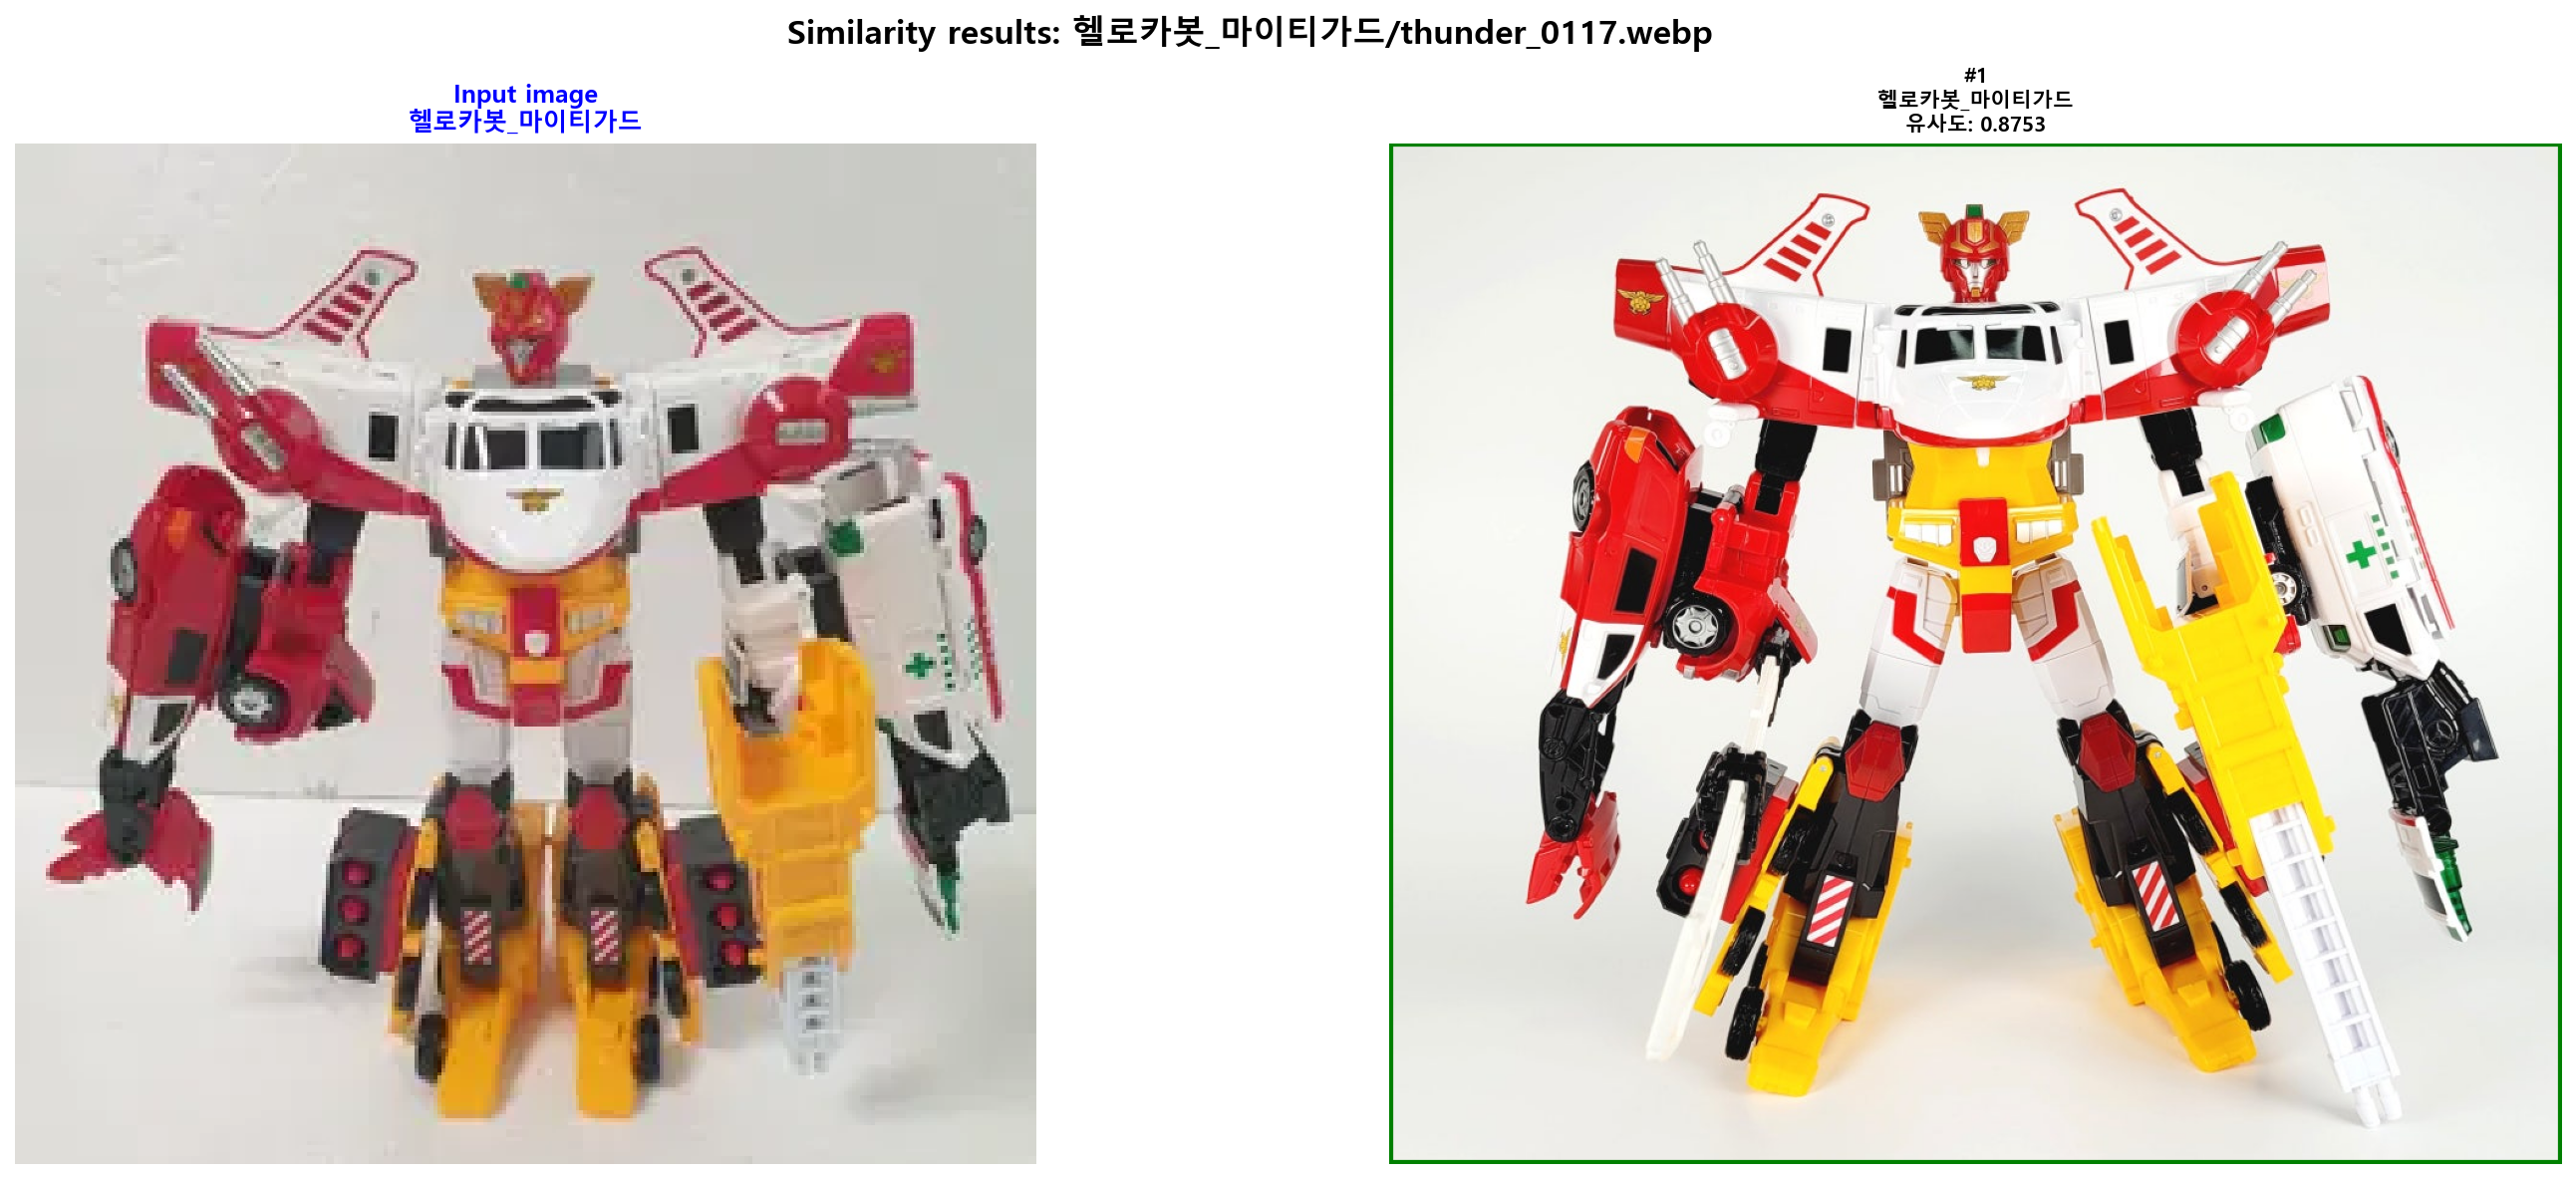 Similarity results: 헬로카봇_마이티가드/thunder_0117.webp
Input image
헬로카봇_마이티가드
#1
헬로카봇_마이티가드
유사도: 0.8753